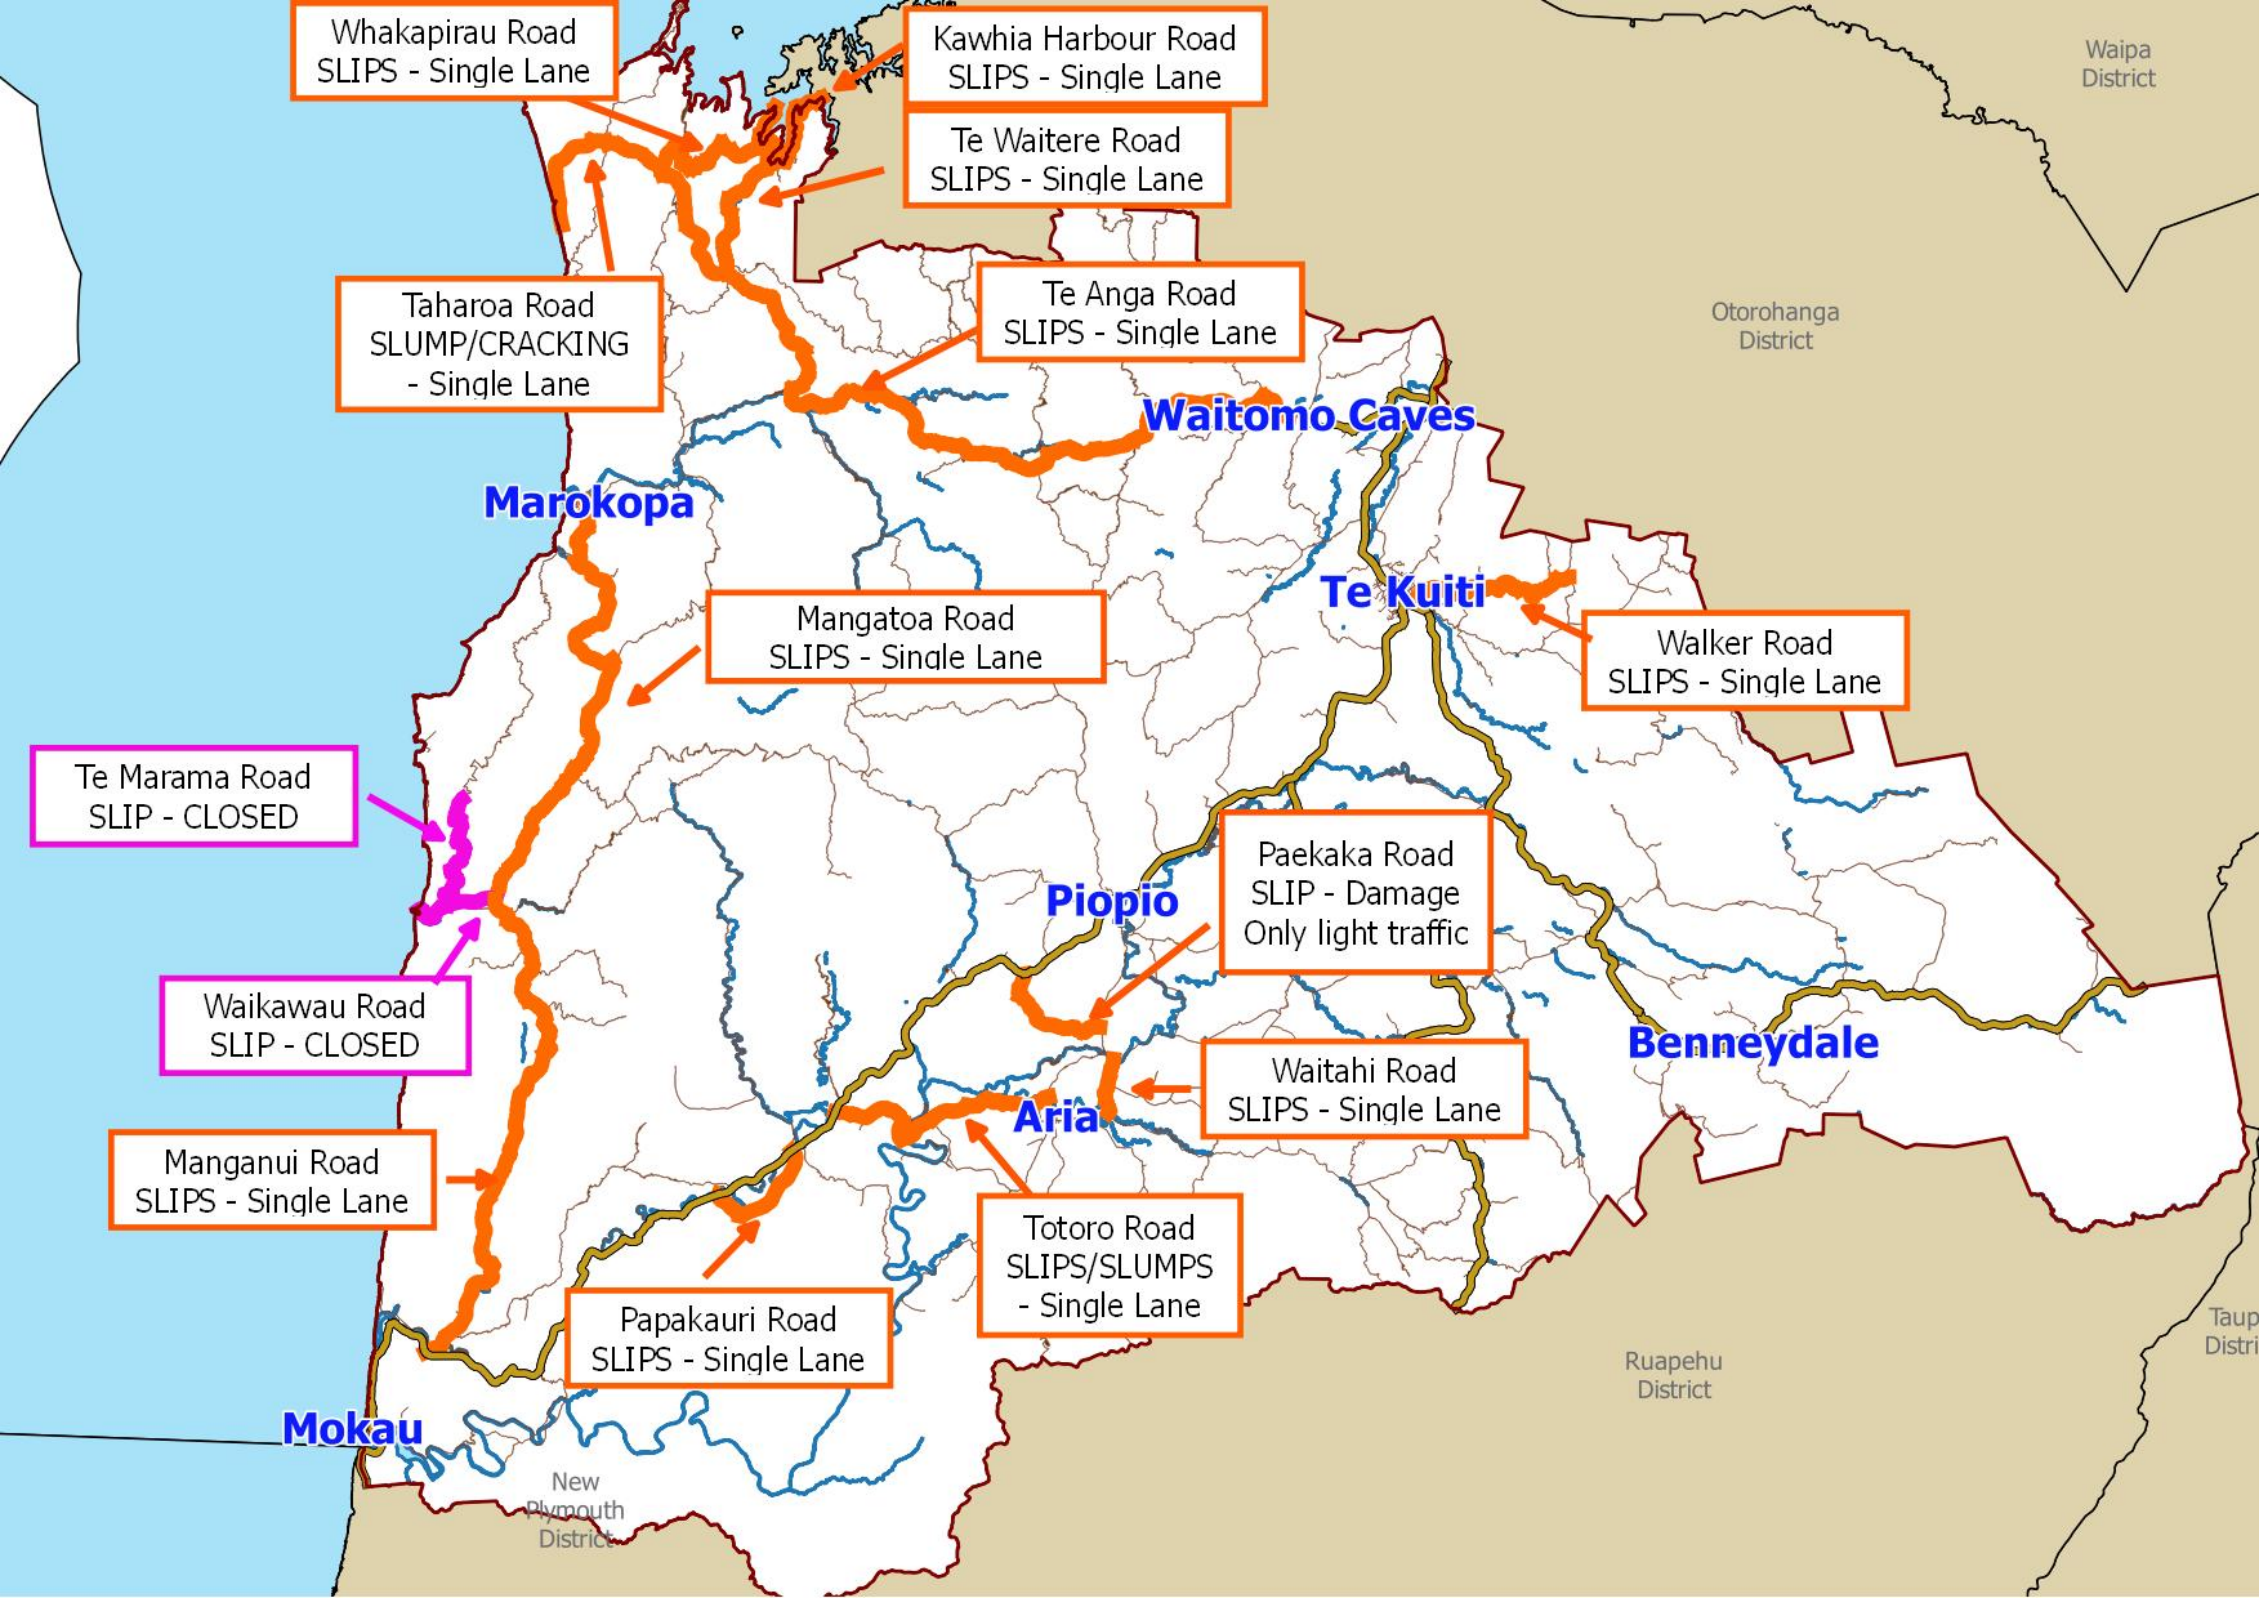 Whakapirau Road
SLIPS - Single Lane
Kawhia Harbour Road
SLIPS - Single Lane
Waipa
District
Te Waitere Road
SLIPS - Single Lane
Taharoa Road
SLUMP/CRACKING
- Single Lane
Te Anga Road
SLIPS - Single Lane
Otorohanga
District
Waitomo Caves
Marokopa
Te Kuiti
Mangatoa Road
SLIPS - Single Lane
Walker Road
SLIPS - Single Lane
Te Marama Road
SLIP - CLOSED
Paekaka Road
SLIP - Damage
Only light traffic
Piopio
Waikawau Road
SLIP - CLOSED
Benneydale
Waitahi Road
SLIPS - Single Lane
Aria
Manganui Road
SLIPS - Single Lane
Totoro Road
SLIPS/SLUMPS
- Single Lane
Papakauri Road
SLIPS - Single Lane
Taup
Distri
Ruapehu
District
Mokau
New
Plymouth
District